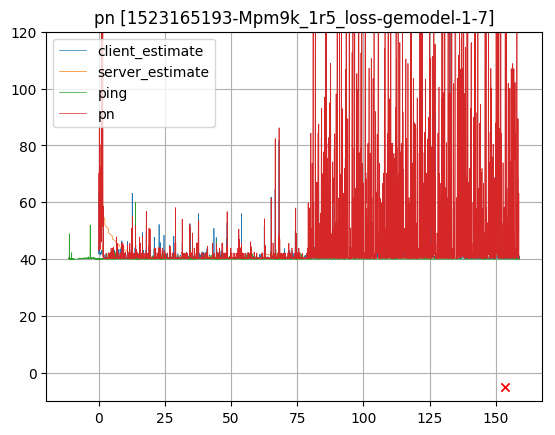 pn [1523165193-Mpm9k_1r5_loss-gemodel-1-7]
120
100
80
60
40
20
0
client_estimate
server_estimate
ping
pn
0
25
50
75
100
125
150